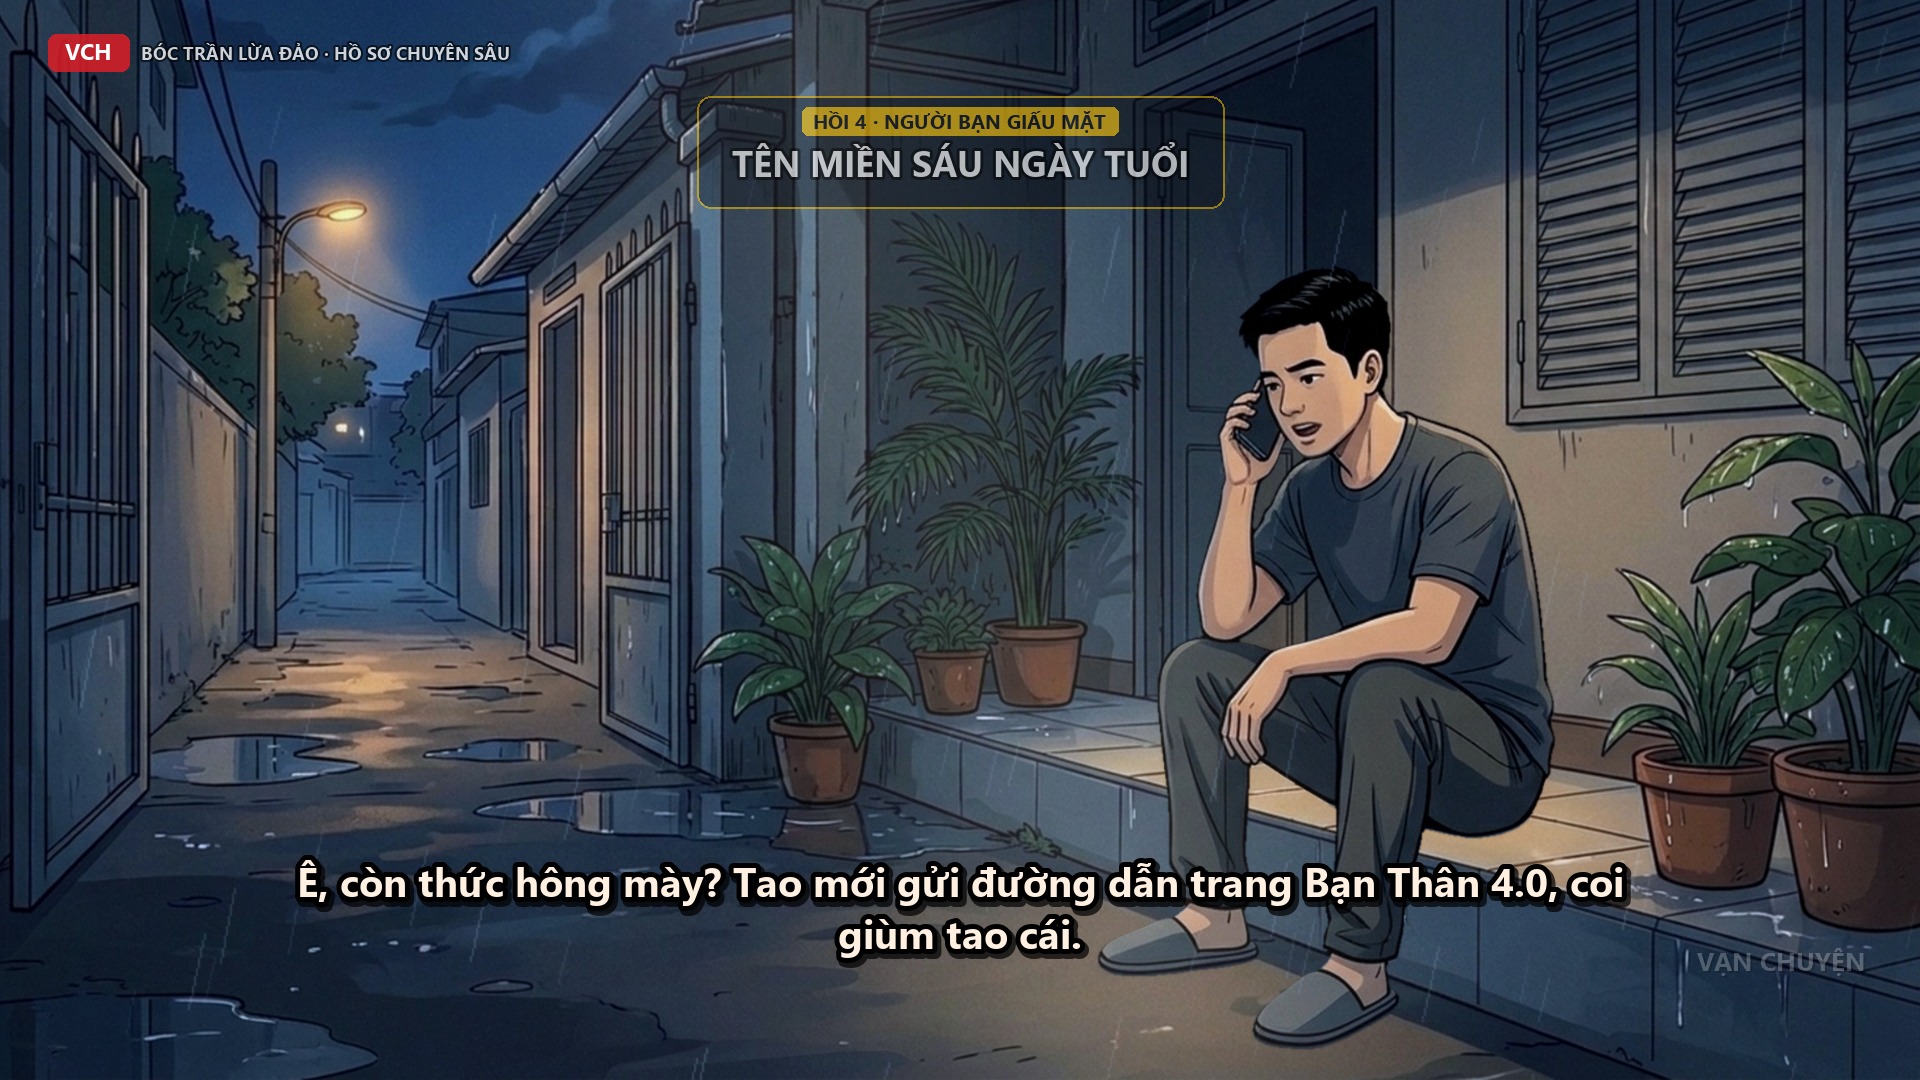 VCH BÓC TRẦN LỪA ĐẢO · HỒ SƠ CHUYÊN SÂU
HỒI 4 · NGƯỜI BẠN GIẤU MẶT
TÊN MIỀN SÁU NGÀY TUỔI
Ê, còn thức hông mày? Tao mới gửi đường dẫn trang Bạn Thân 4.0, coi
giùm tao cái.
VẠN CHUYỆN